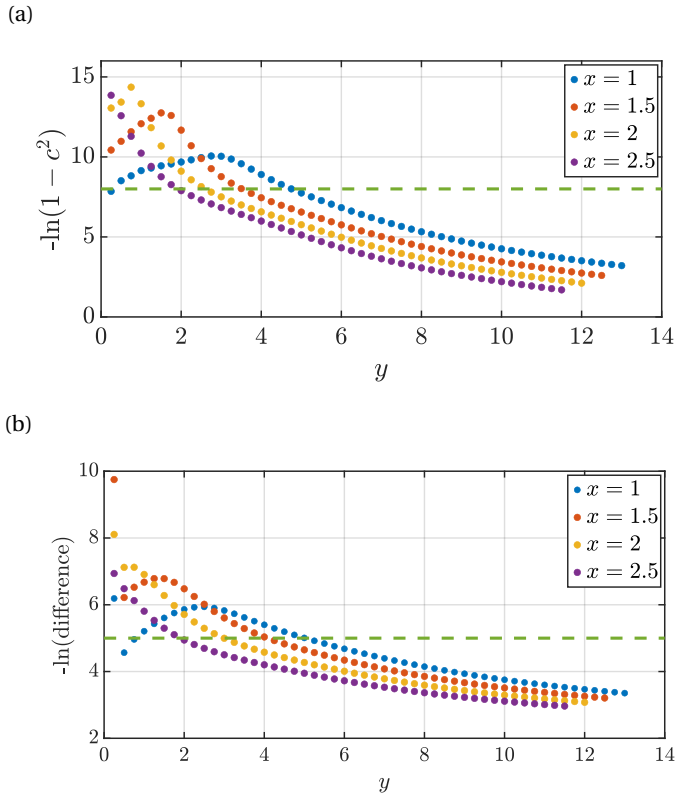 (a)
-ln(1 − c²)
15
10
5
0
x = 1
x = 1.5
x = 2
x = 2.5
0 2 4 6 8 10 12 14
y
(b)
-ln(difference)
10
8
6
4
2
x = 1
x = 1.5
x = 2
x = 2.5
0 2 4 6 8 10 12 14
y